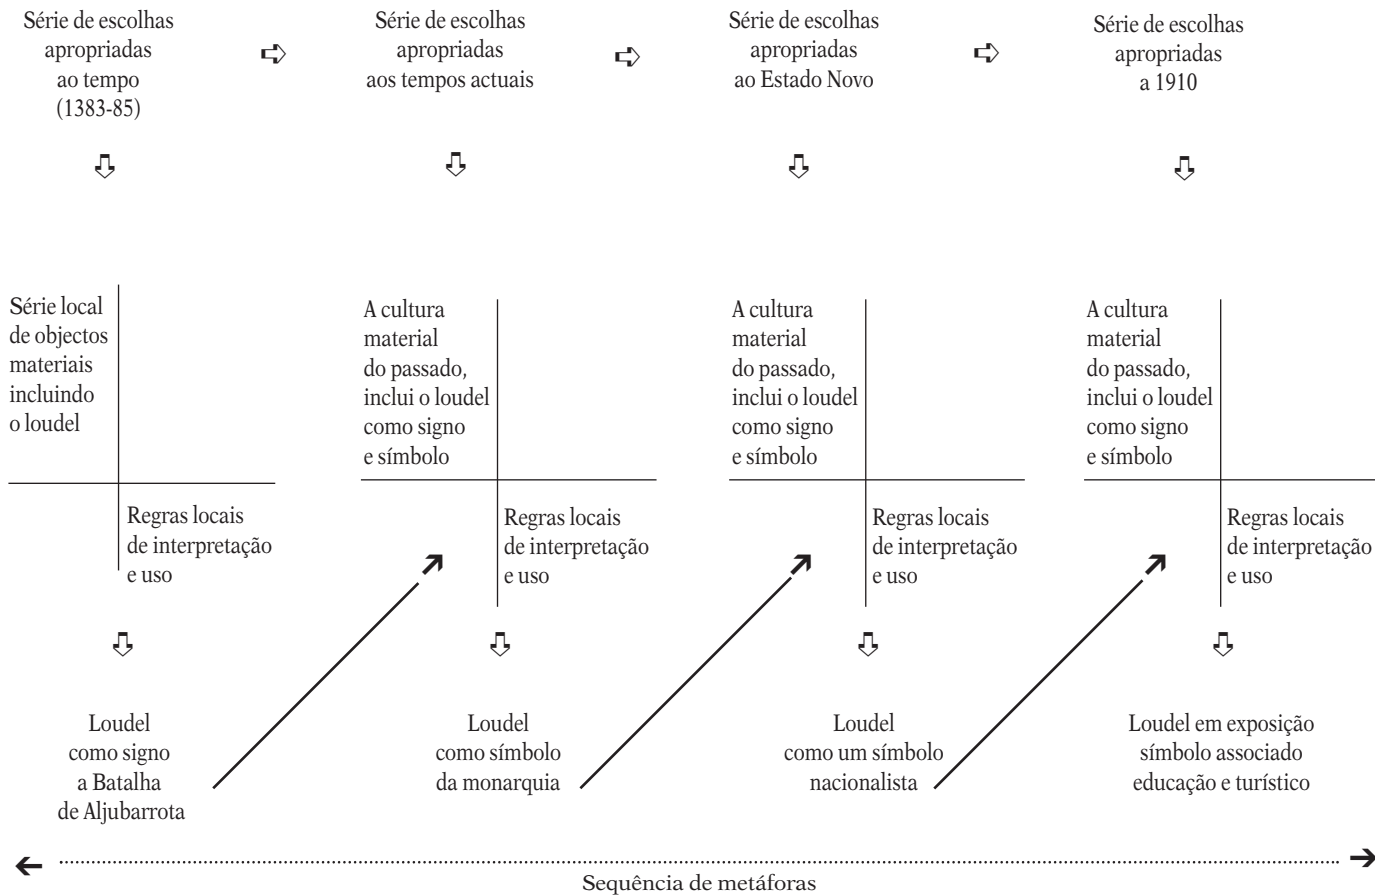 Série de escolhas
apropriadas
ao tempo
(1383-85)
Série de escolhas
apropriadas
aos tempos actuais
Série de escolhas
apropriadas
ao Estado Novo
Série de escolhas
apropriadas
a 1910
Série local
de objectos
materiais
incluindo
o loudel
Regras locais
de interpretação
e uso
A cultura
material
do passado,
inclui o loudel
como signo
e símbolo
Regras locais
de interpretação
e uso
A cultura
material
do passado,
inclui o loudel
como signo
e símbolo
Regras locais
de interpretação
e uso
A cultura
material
do passado,
inclui o loudel
como signo
e símbolo
Regras locais
de interpretação
e uso
Loudel
como signo
a Batalha
de Aljubarrota
Loudel
como símbolo
da monarquia
Loudel
como um símbolo
nacionalista
Loudel em exposição
símbolo associado
educação e turístico
Sequência de metáforas